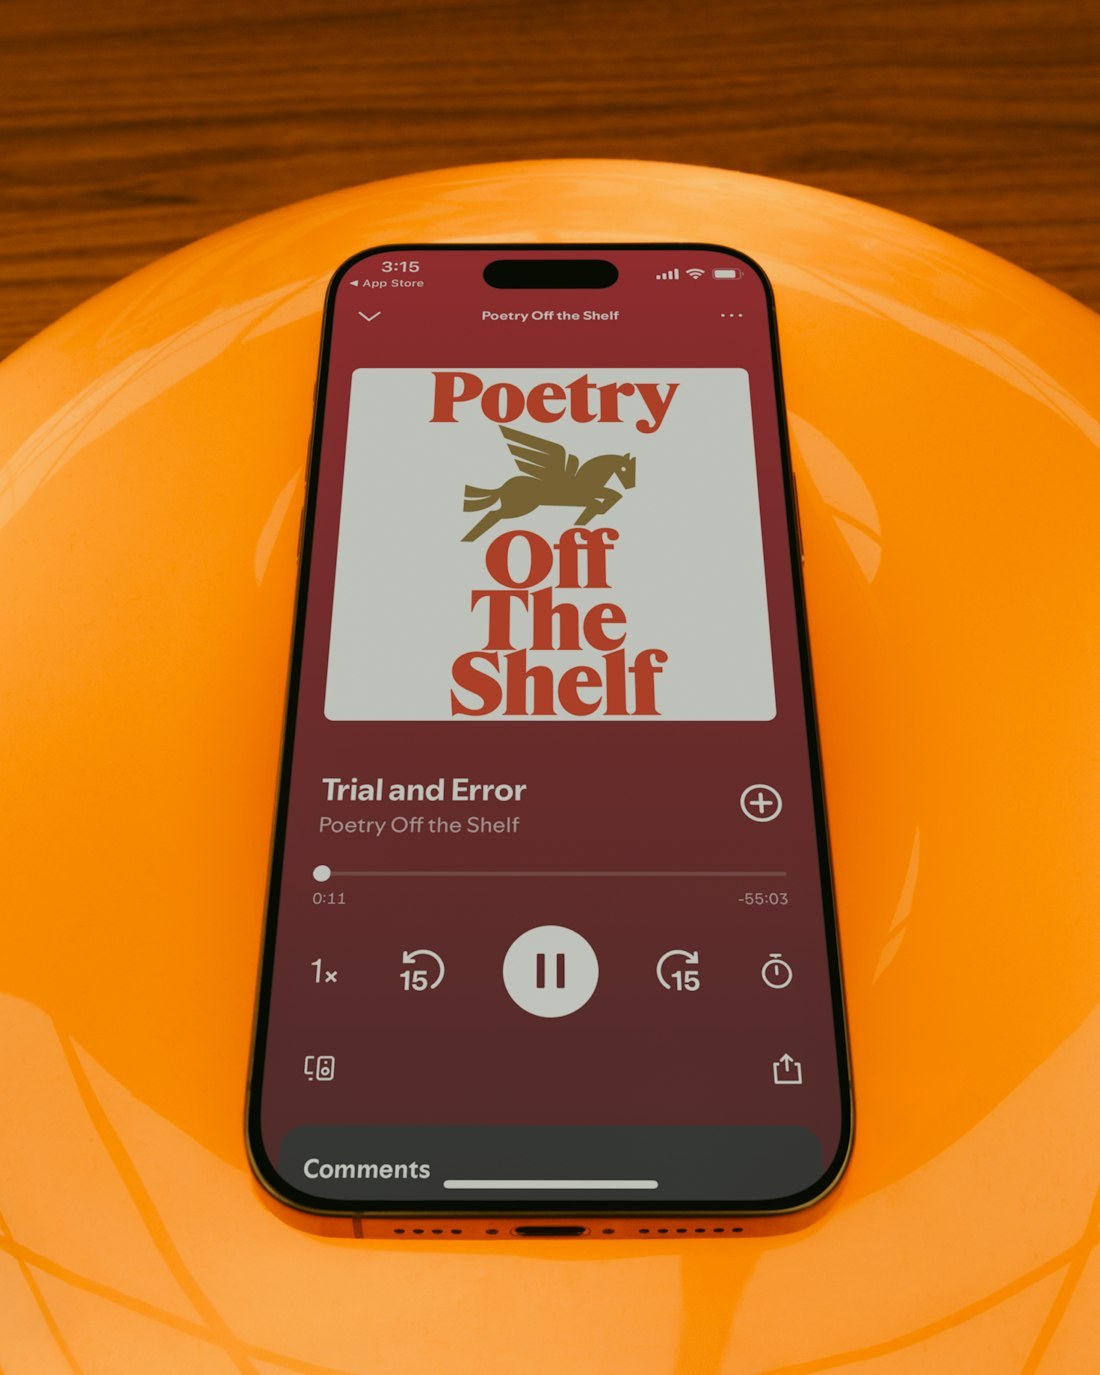 3:15
◀ App Store
Poetry Off the Shelf
Poetry
Off
The
Shelf
Trial and Error
Poetry Off the Shelf
0:11
-55:03
1x
15
15
Comments